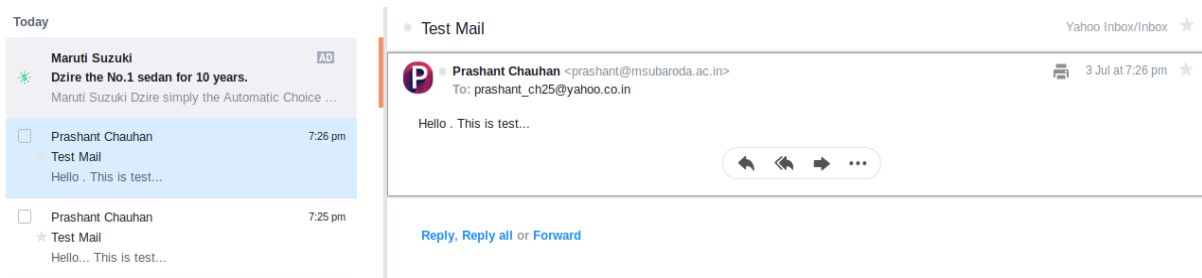 Today
Maruti Suzuki AD
Dzire the No.1 sedan for 10 years.
Maruti Suzuki Dzire simply the Automatic Choice ...
Prashant Chauhan 7:26 pm
Test Mail
Hello . This is test...
Prashant Chauhan 7:25 pm
Test Mail
Hello... This is test...
Test Mail Yahoo Inbox/Inbox
P
Prashant Chauhan <prashant@msubaroda.ac.in> 3 Jul at 7:26 pm
To: prashant_ch25@yahoo.co.in
Hello . This is test...
Reply, Reply all or Forward